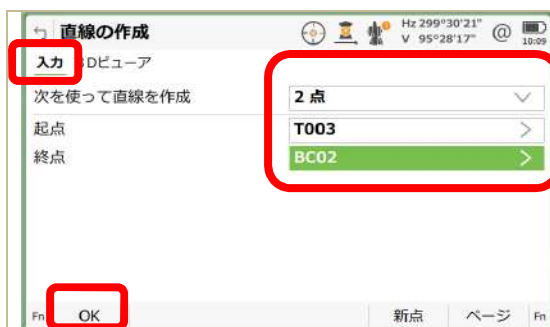 直線の作成
Hz 299°30'21"
V 95°28'17"
@
10:09
入力 3Dビューア
次を使って直線を作成 2 点
起点 T003
終点 BC02
Fn OK 新点 ページ Fn